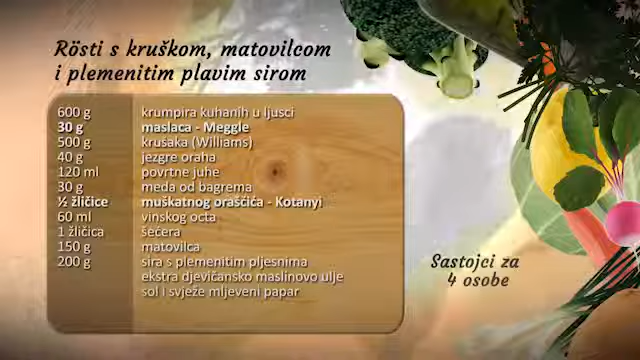 Rösti s kruškom, matovilcom
i plemenitim plavim sirom
600 g krumpira kuhanih u ljusci
30 g maslaca - Meggle
500 g krušaka (Williams)
40 g jezgre oraha
120 ml povrtne juhe
30 g meda od bagrema
½ žličice muškatnog oraščića - Kotanyi
60 ml vinskog octa
1 žličica šećera
150 g matovilca
200 g sira s plemenitim pljesnima
ekstra djevičansko maslinovo ulje
sol i svježe mljeveni papar
Sastojci za
4 osobe